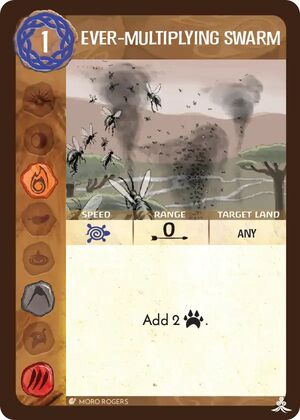 1 EVER-MULTIPLYING SWARM
SPEED RANGE TARGET LAND
0 ANY
Add 2 .
MORO ROGERS